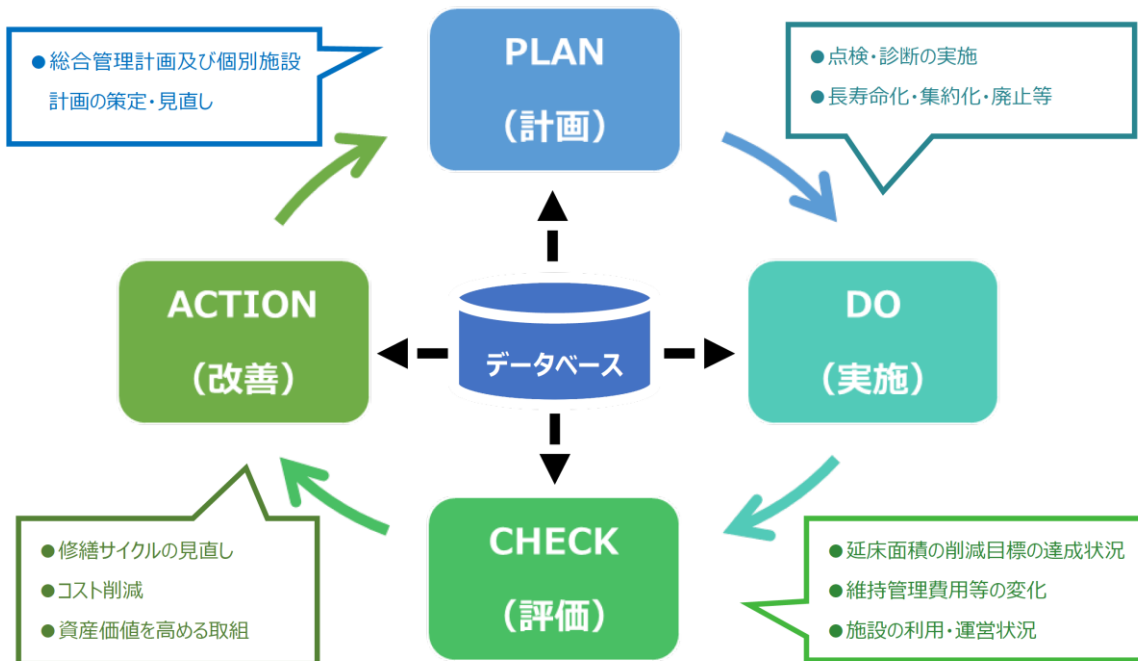 PLAN
（計画）
●総合管理計画及び個別施設
計画の策定・見直し
●点検・診断の実施
●長寿命化・集約化・廃止等
ACTION
（改善）
データベース
DO
（実施）
CHECK
（評価）
●修繕サイクルの見直し
●コスト削減
●資産価値を高める取組
●延床面積の削減目標の達成状況
●維持管理費用等の変化
●施設の利用・運営状況